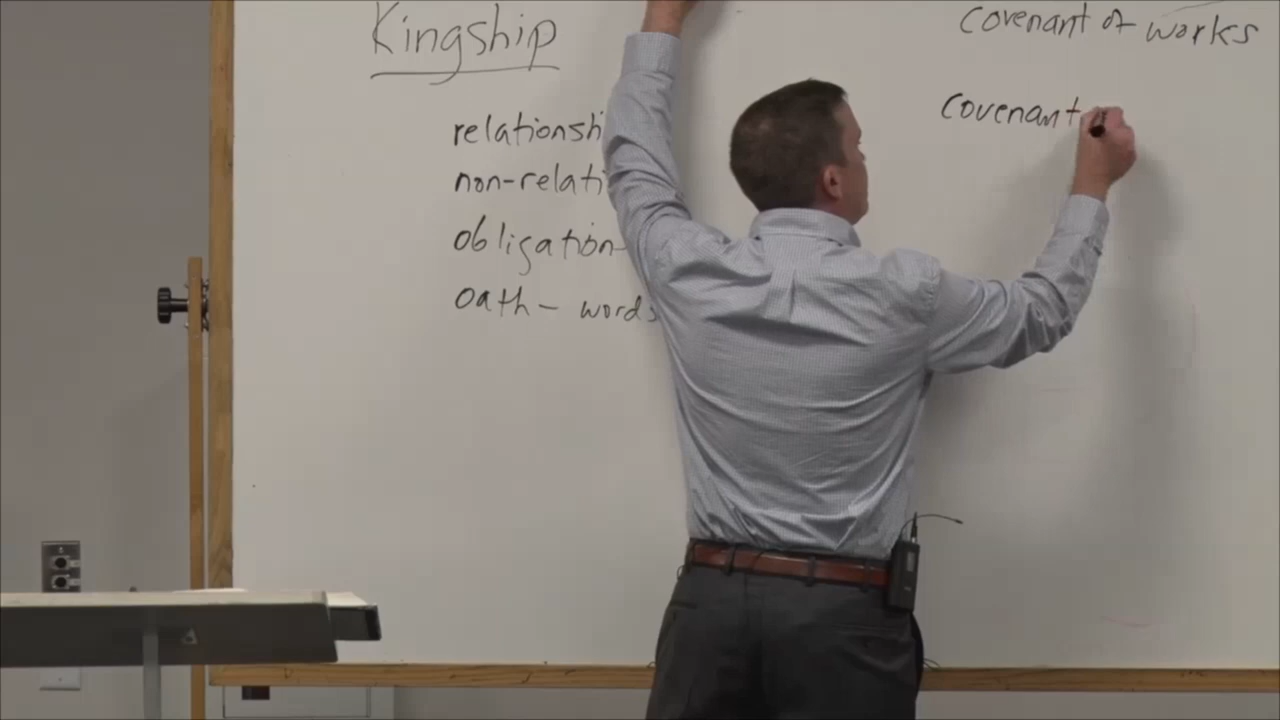 Kingship
relationshi
non-relati
obligation-
oath – words
covenant of works
covenant